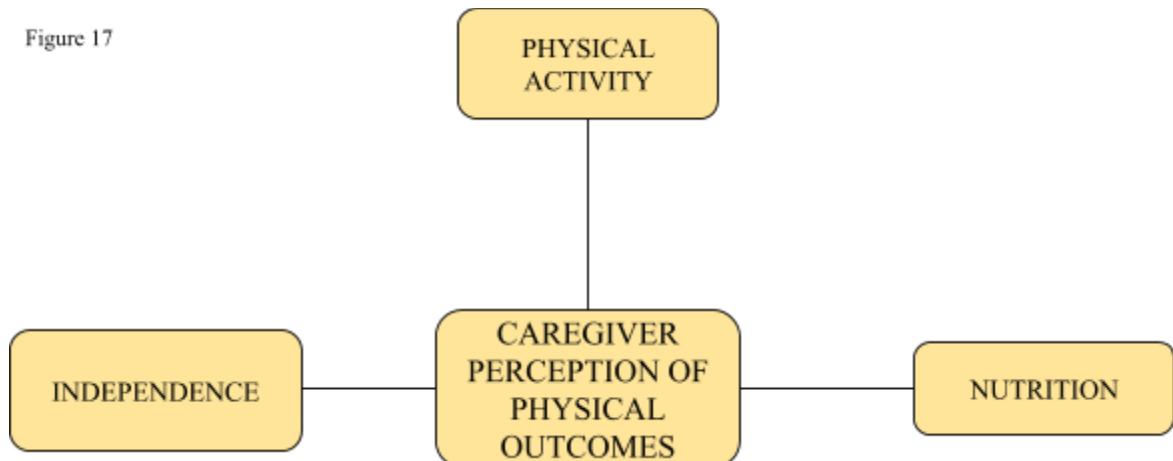 Figure 17
PHYSICAL
ACTIVITY
INDEPENDENCE
CAREGIVER
PERCEPTION OF
PHYSICAL
OUTCOMES
NUTRITION